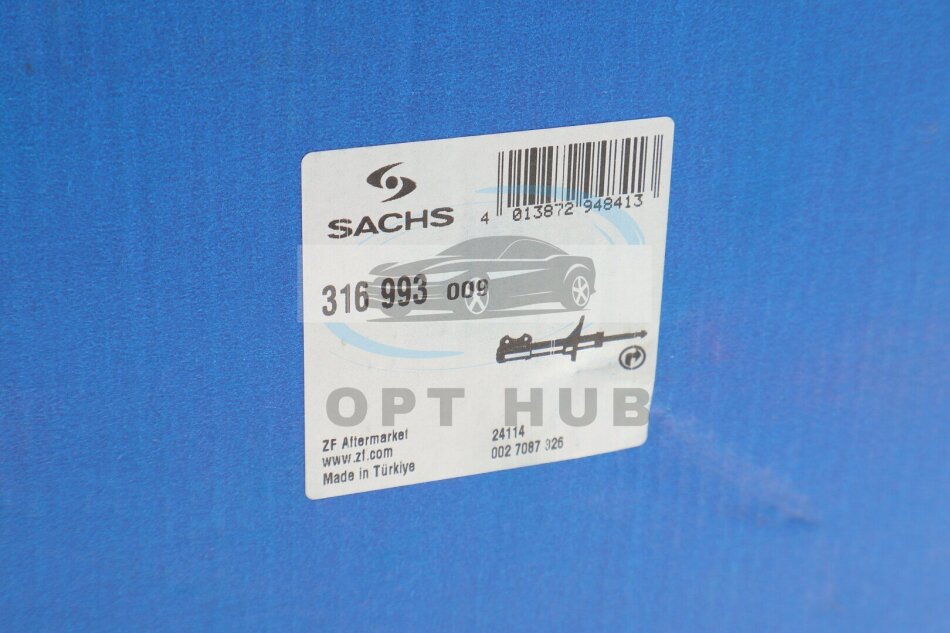 SACHS
4 013872 948413
316 993 009
OPT HUB
ZF Aftermarket
www.zf.com
Made in Türkiye
24114
002 7087 326